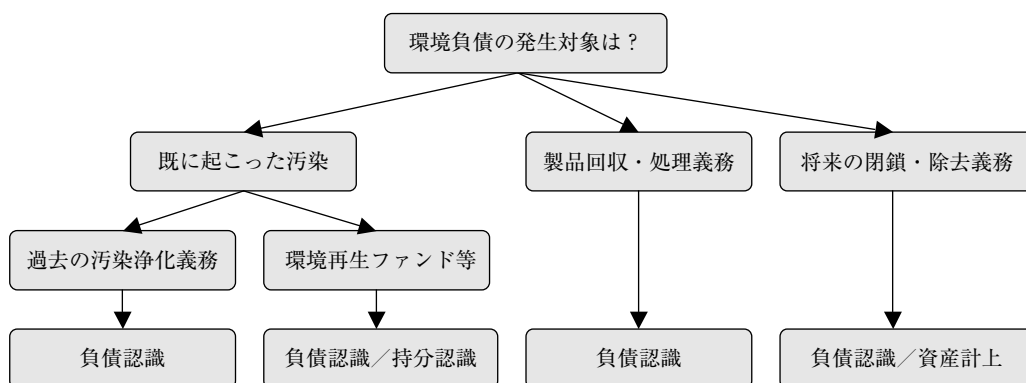 環境負債の発生対象は？
既に起こった汚染
製品回収・処理義務
将来の閉鎖・除去義務
過去の汚染浄化義務
環境再生ファンド等
負債認識
負債認識／持分認識
負債認識
負債認識／資産計上